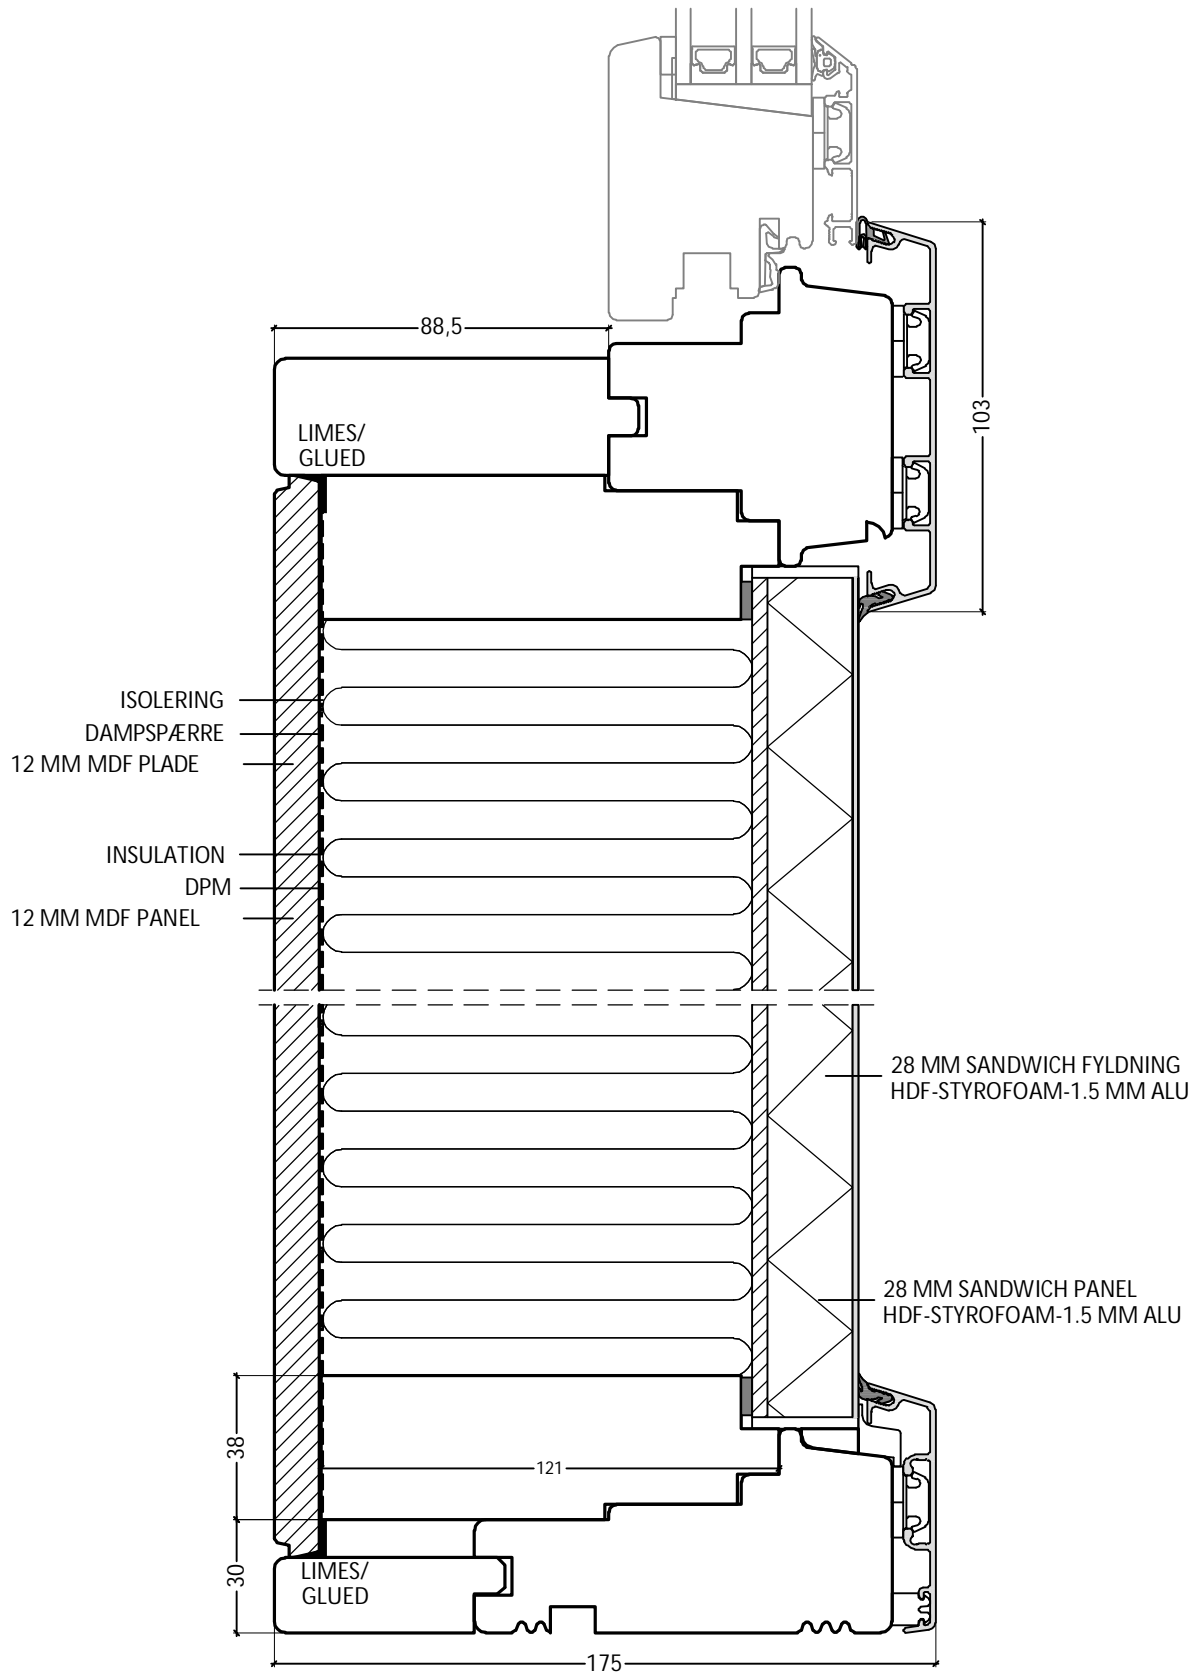 88,5
103
LIMES/
GLUED
ISOLERING
DAMPSPÆRRE
12 MM MDF PLADE
INSULATION
DPM
12 MM MDF PANEL
28 MM SANDWICH FYLDNING
HDF-STYROFOAM-1.5 MM ALU
28 MM SANDWICH PANEL
HDF-STYROFOAM-1.5 MM ALU
38
121
30
LIMES/
GLUED
175